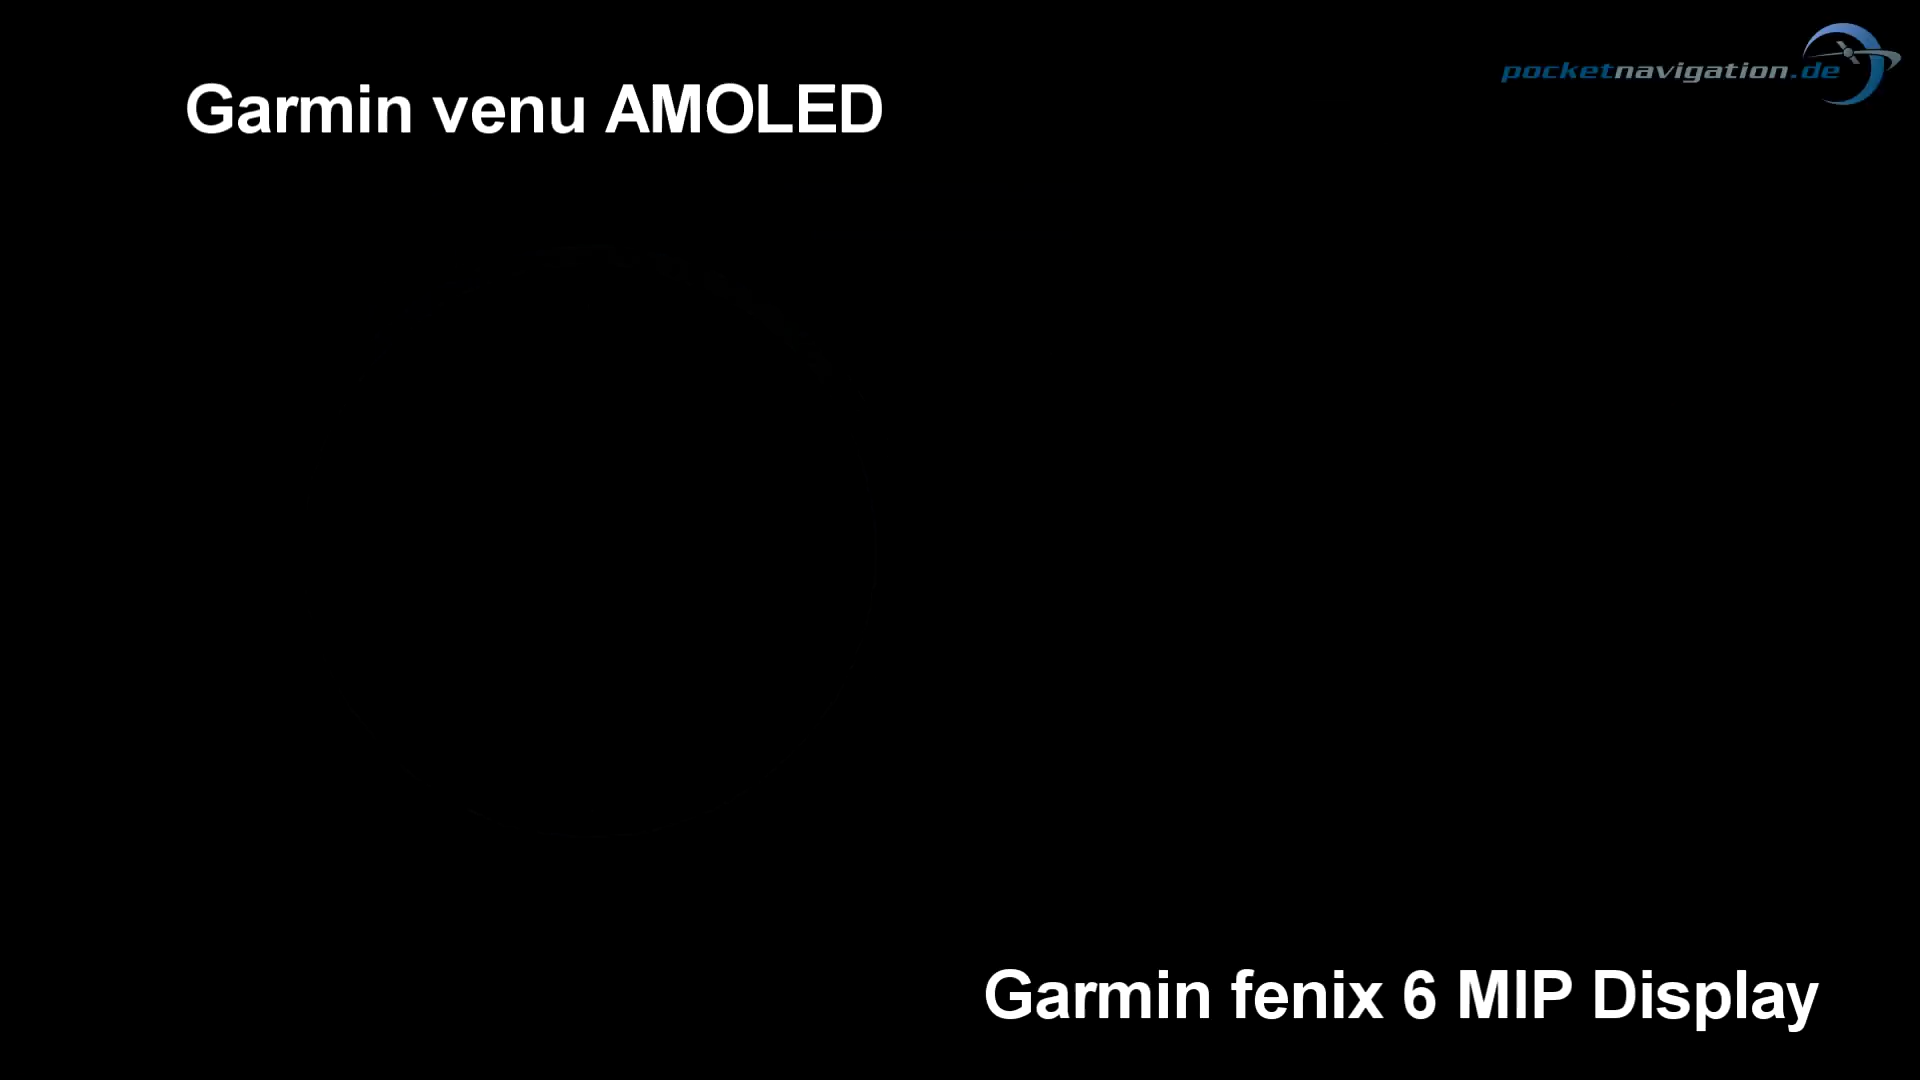 pocketnavigation.de
Garmin venu AMOLED
Garmin fenix 6 MIP Display